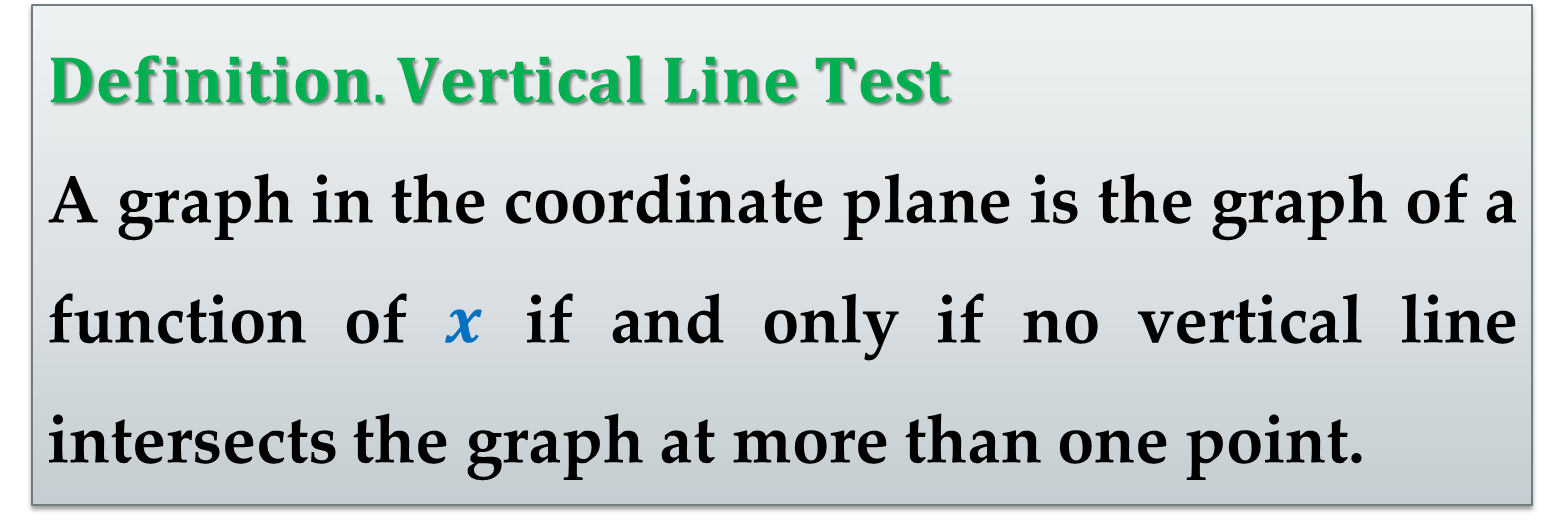 Definition. Vertical Line Test
A graph in the coordinate plane is the graph of a
function of x if and only if no vertical line
intersects the graph at more than one point.